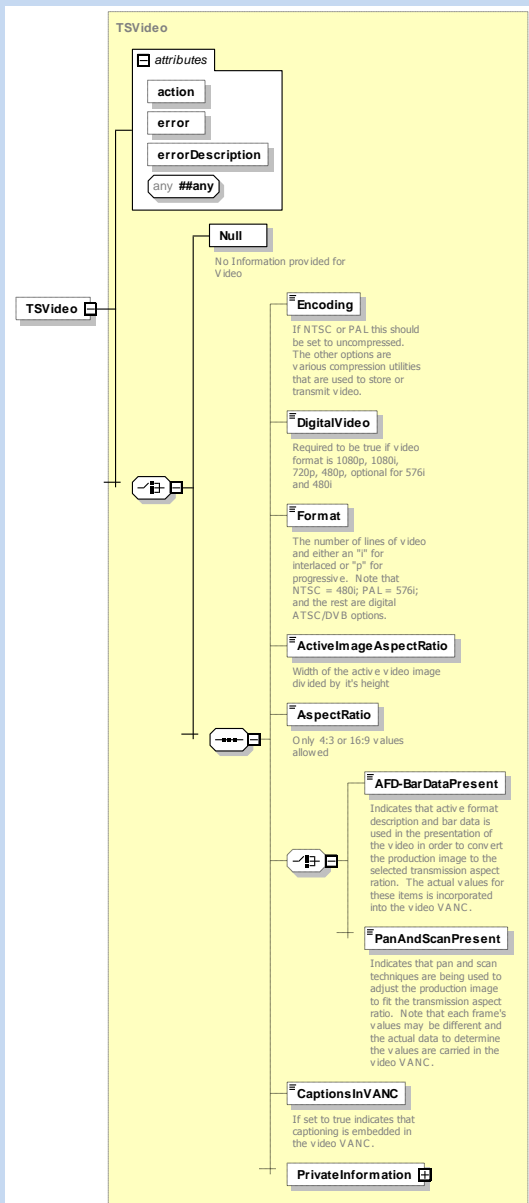 TSVideo
attributes
action
error
errorDescription
any ##any
Null
No Information provided for
Video
TSVideo
Encoding
If NTSC or PAL this should
be set to uncompressed.
The other options are
various compression utilities
that are used to store or
transmit video.
DigitalVideo
Required to be true if video
format is 1080p, 1080i,
720p, 480p, optional for 576i
and 480i
Format
The number of lines of video
and either an "i" for
interlaced or "p" for
progressive. Note that
NTSC = 480i; PAL = 576i;
and the rest are digital
ATSC/DVB options.
ActiveImageAspectRatio
Width of the active video image
divided by it's height
AspectRatio
Only 4:3 or 16:9 values
allowed
AFD-BarDataPresent
Indicates that active format
description and bar data is
used in the presentation of
the video in order to convert
the production image to the
selected transmission aspect
ration. The actual values for
these items is incorporated
into the video VANC.
PanAndScanPresent
Indicates that pan and scan
techniques are being used to
adjust the production image
to fit the transmission aspect
ratio. Note that each frame's
values may be different and
the actual data to determine
the values are carried in the
video VANC.
CaptionsInVANC
If set to true indicates that
captioning is embedded in
the video VANC.
PrivateInformation